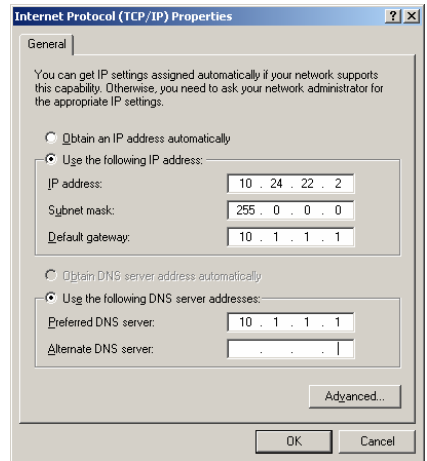 Internet Protocol (TCP/IP) Properties
General
You can get IP settings assigned automatically if your network supports
this capability. Otherwise, you need to ask your network administrator for
the appropriate IP settings.
Obtain an IP address automatically
Use the following IP address:
IP address: 10 . 24 . 22 . 2
Subnet mask: 255 . 0 . 0 . 0
Default gateway: 10 . 1 . 1 . 1
Obtain DNS server address automatically
Use the following DNS server addresses:
Preferred DNS server: 10 . 1 . 1 . 1
Alternate DNS server: . . .
Advanced...
OK Cancel